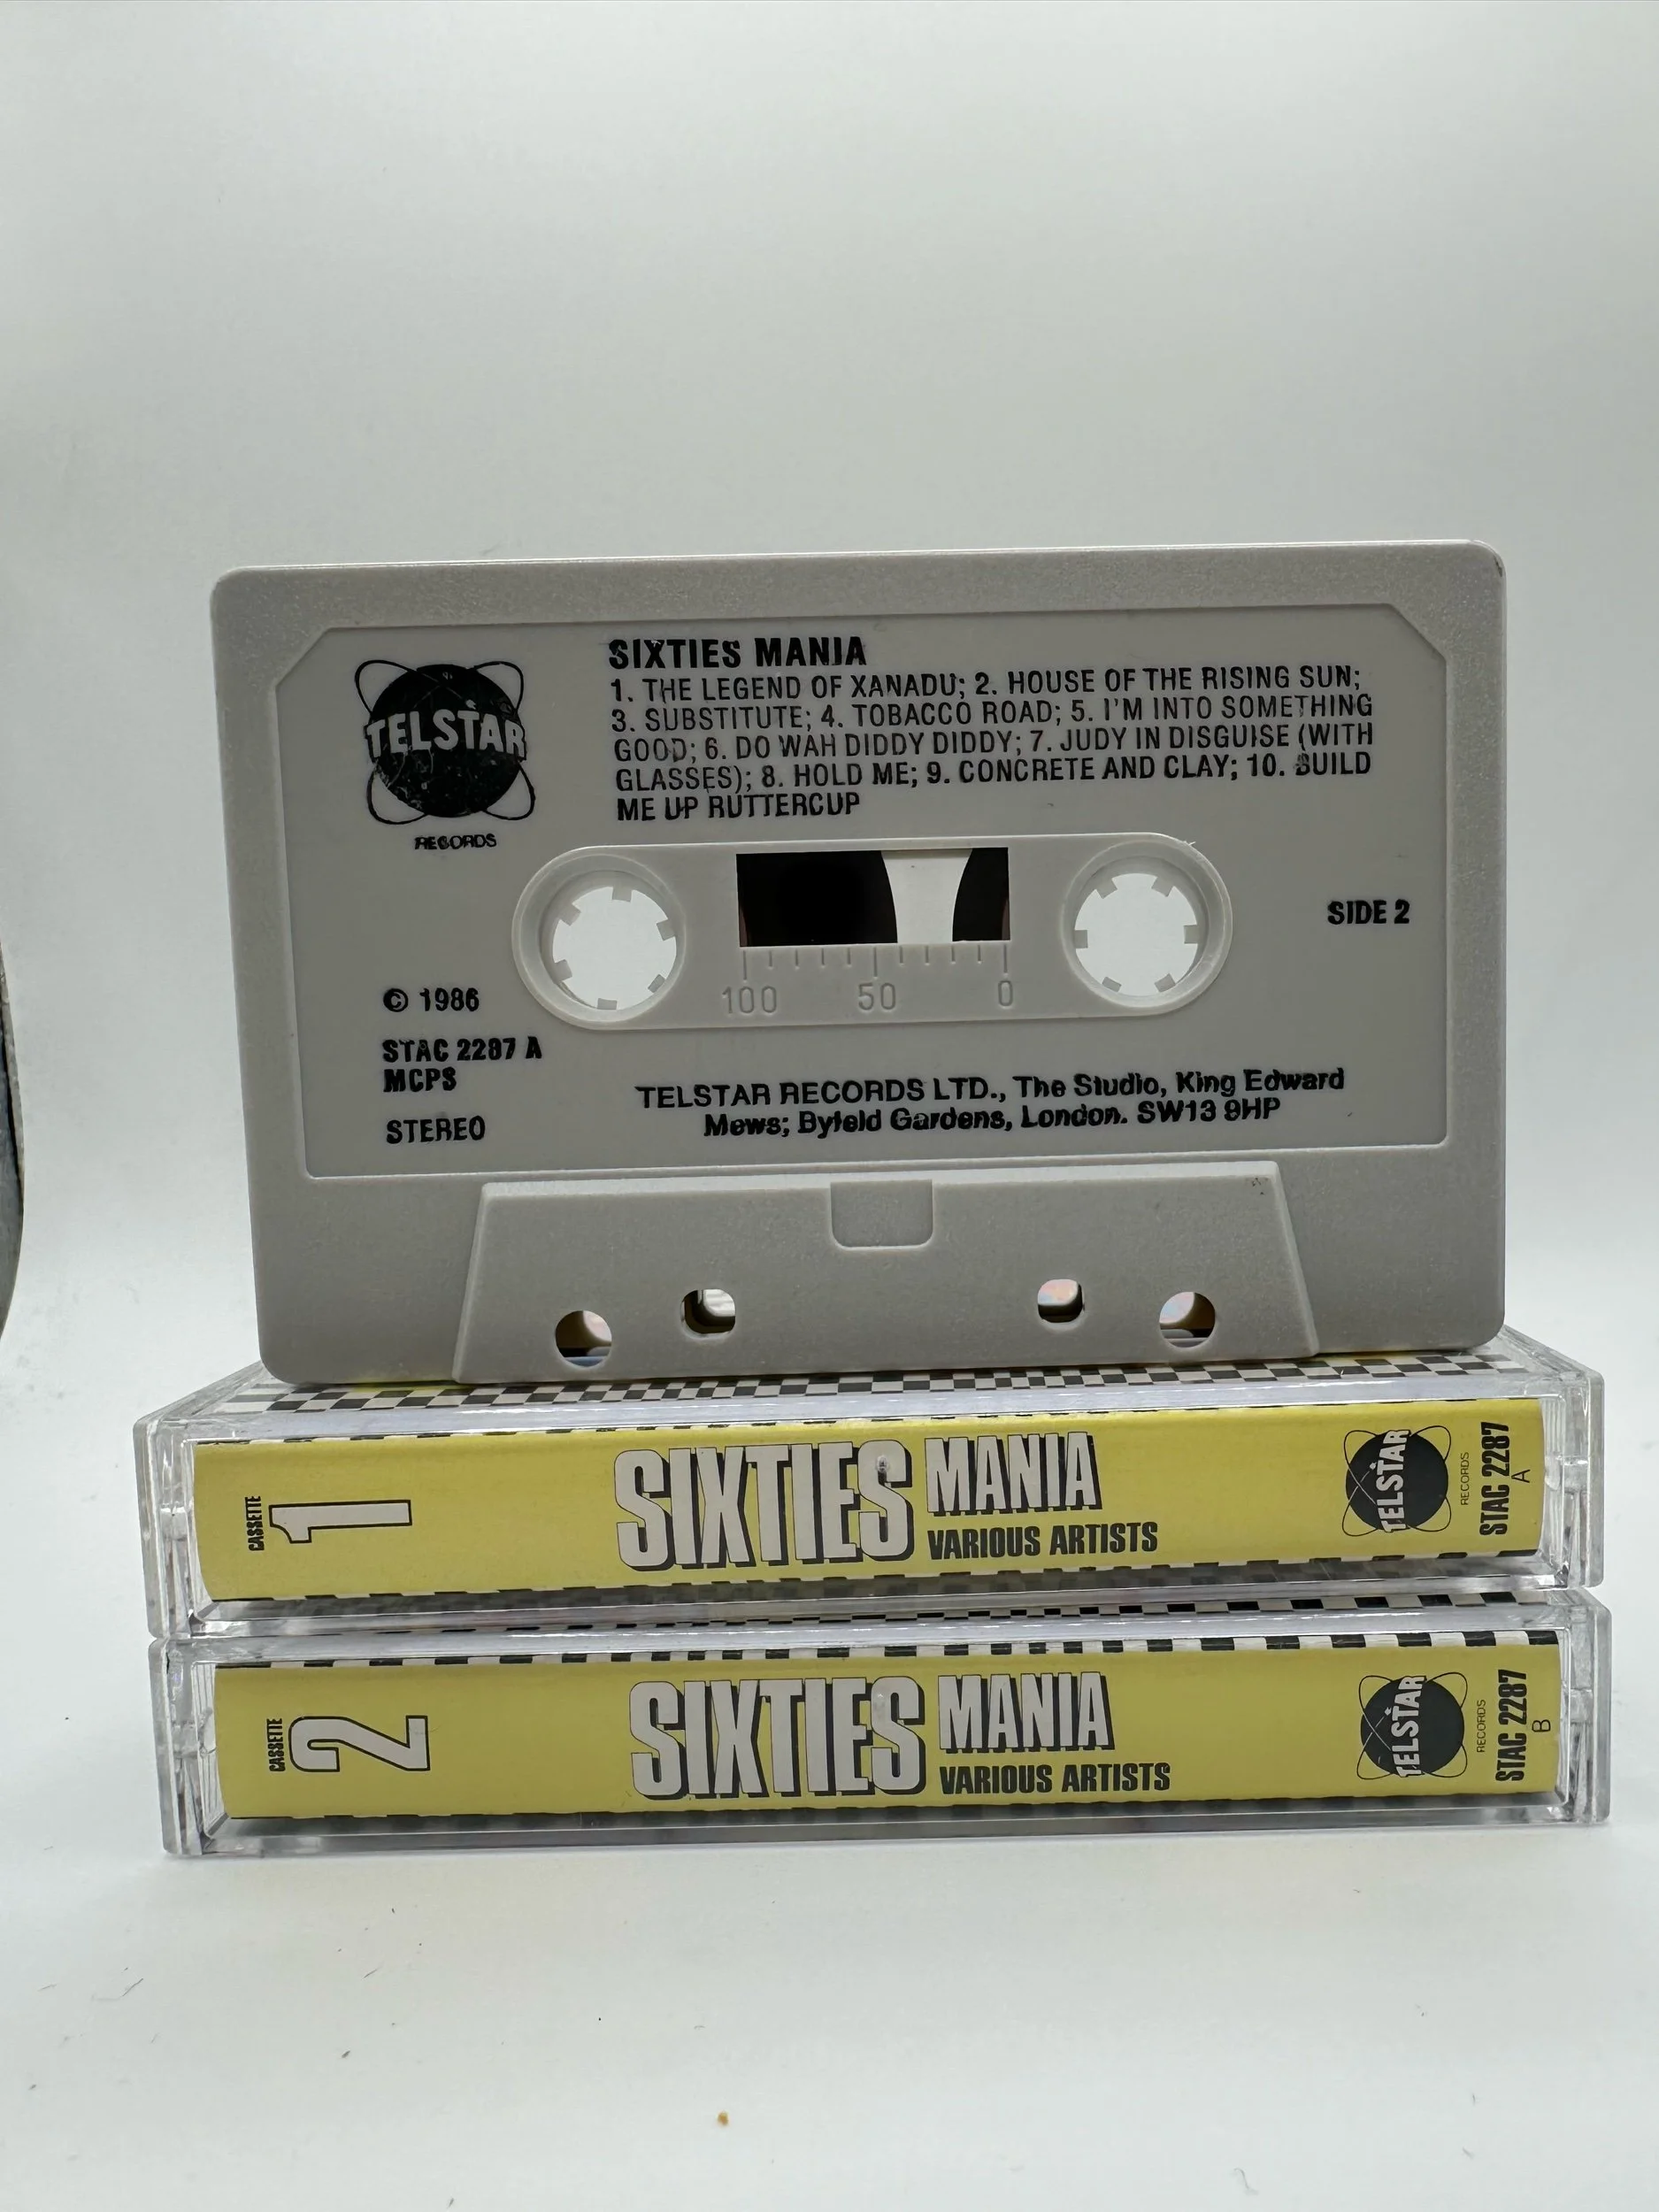 SIXTIES MANIA
1. THE LEGEND OF XANADU; 2. HOUSE OF THE RISING SUN;
3. SUBSTITUTE; 4. TOBACCO ROAD; 5. I'M INTO SOMETHING
GOOD; 6. DO WAH DIDDY DIDDY; 7. JUDY IN DISGUISE (WITH
GLASSES); 8. HOLD ME; 9. CONCRETE AND CLAY; 10. BUILD
ME UP BUTTERCUP
TELSTAR
RECORDS
SIDE 2
100 50 0
© 1986
STAC 2287 A
MCPS
STEREO
TELSTAR RECORDS LTD., The Studio, King Edward
Mews; Byfeld Gardens, London. SW13 9HP
CASSETTE
1
SIXTIES MANIA
VARIOUS ARTISTS
TELSTAR
RECORDS
STAC 2287
A
CASSETTE
2
SIXTIES MANIA
VARIOUS ARTISTS
TELSTAR
RECORDS
STAC 2287
B